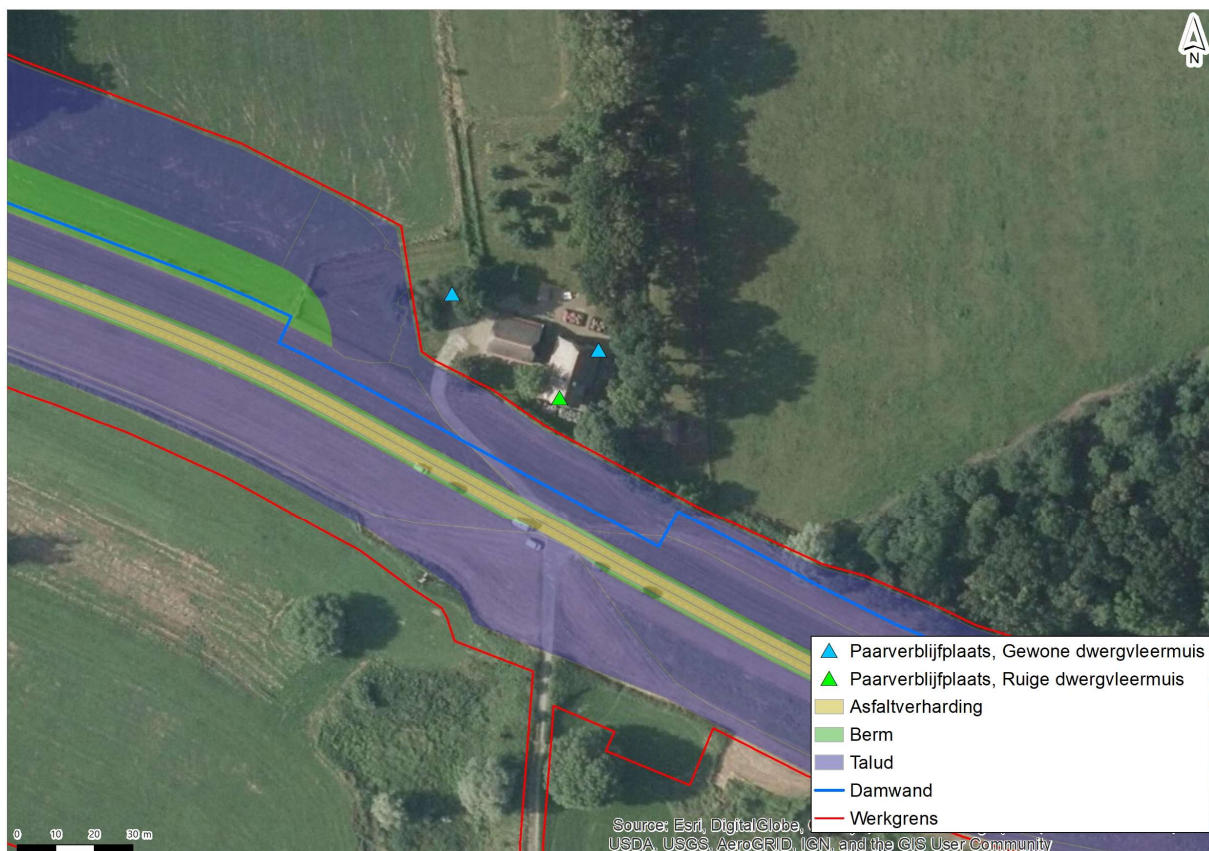 N
Paarverblijfplaats, Gewone dwergvleermuis
Paarverblijfplaats, Ruige dwergvleermuis
Asfaltverharding
Berm
Talud
Damwand
Werkgrens
0 10 20 30 m
Source: Esri, DigitalGlobe,
USDA, USGS, AeroGRID, IGN, and the GIS User Community